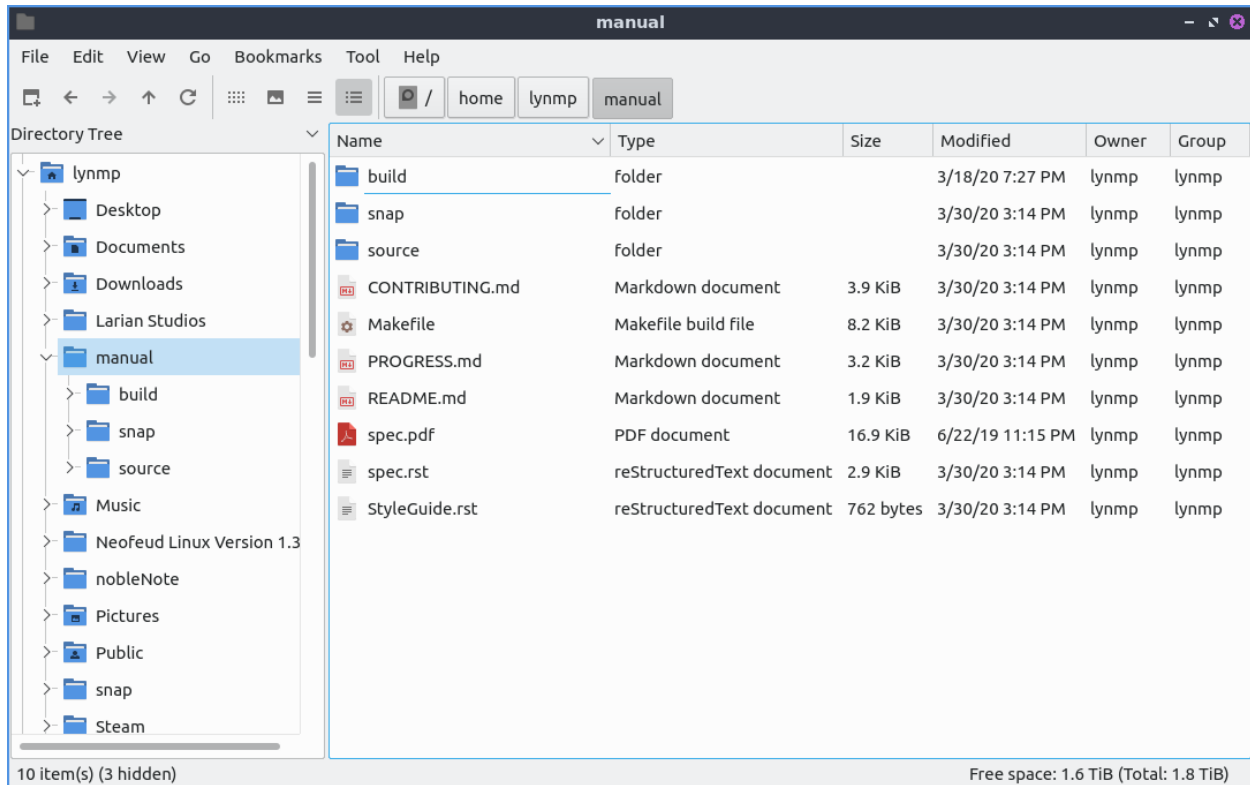 manual
File Edit View Go Bookmarks Tool Help
/ home lynmp manual
Directory Tree
lynmp
Desktop
Documents
Downloads
Larian Studios
manual
build
snap
source
Music
Neofeud Linux Version 1.3
nobleNote
Pictures
Public
snap
Steam
Name Type Size Modified Owner Group
build folder 3/18/20 7:27 PM lynmp lynmp
snap folder 3/30/20 3:14 PM lynmp lynmp
source folder 3/30/20 3:14 PM lynmp lynmp
CONTRIBUTING.md Markdown document 3.9 KiB 3/30/20 3:14 PM lynmp lynmp
Makefile Makefile build file 8.2 KiB 3/30/20 3:14 PM lynmp lynmp
PROGRESS.md Markdown document 3.2 KiB 3/30/20 3:14 PM lynmp lynmp
README.md Markdown document 1.9 KiB 3/30/20 3:14 PM lynmp lynmp
spec.pdf PDF document 16.9 KiB 6/22/19 11:15 PM lynmp lynmp
spec.rst reStructuredText document 2.9 KiB 3/30/20 3:14 PM lynmp lynmp
StyleGuide.rst reStructuredText document 762 bytes 3/30/20 3:14 PM lynmp lynmp
10 item(s) (3 hidden)
Free space: 1.6 TiB (Total: 1.8 TiB)